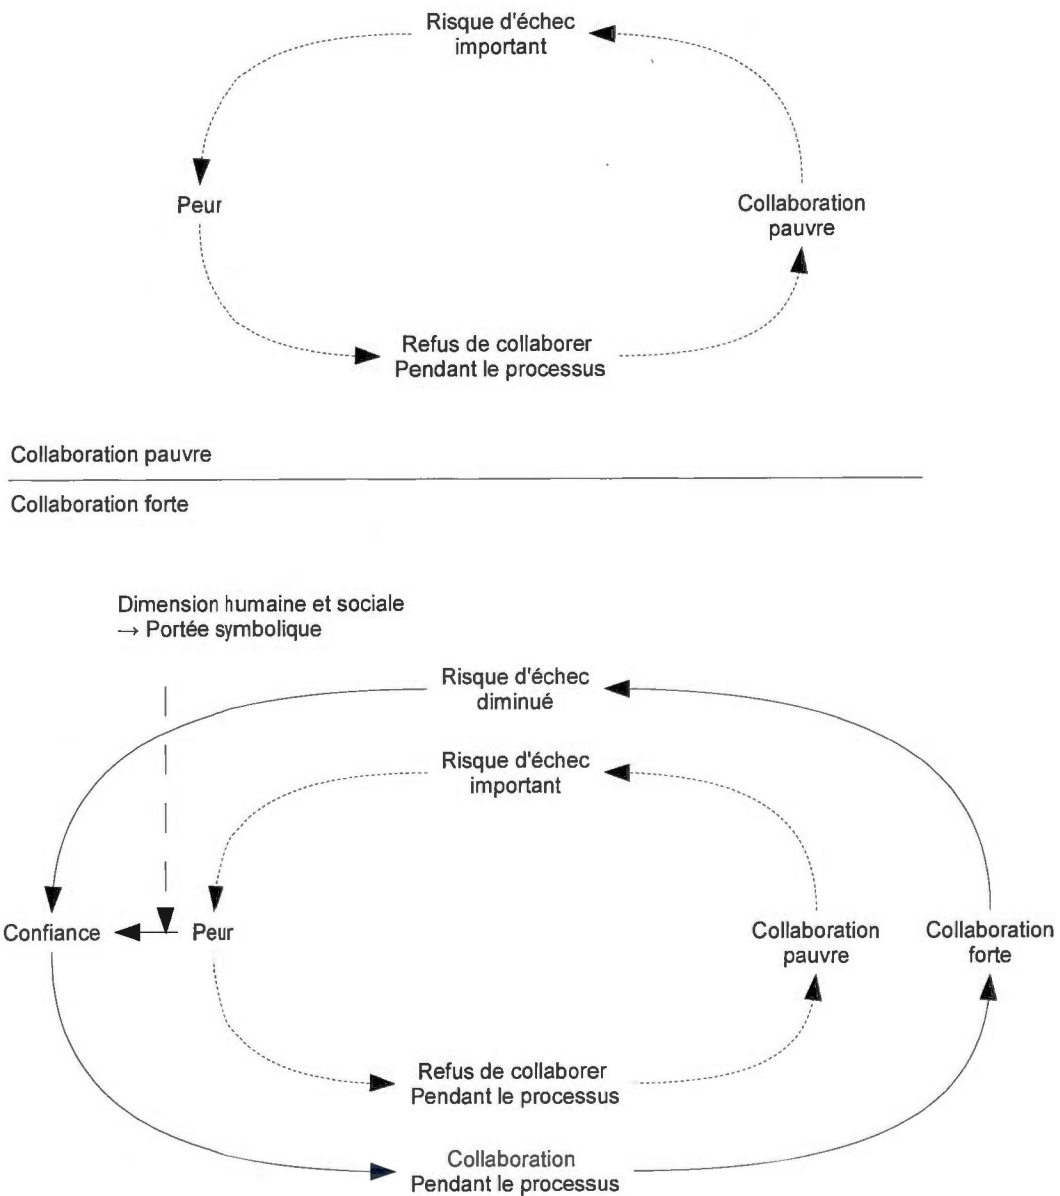 Risque d'échec
important
Peur
Collaboration
pauvre
Refus de collaborer
Pendant le processus
Collaboration pauvre
Collaboration forte
Dimension humaine et sociale
→ Portée symbolique
Risque d'échec
diminué
Risque d'échec
important
Confiance
Peur
Collaboration
pauvre
Collaboration
forte
Refus de collaborer
Pendant le processus
Collaboration
Pendant le processus